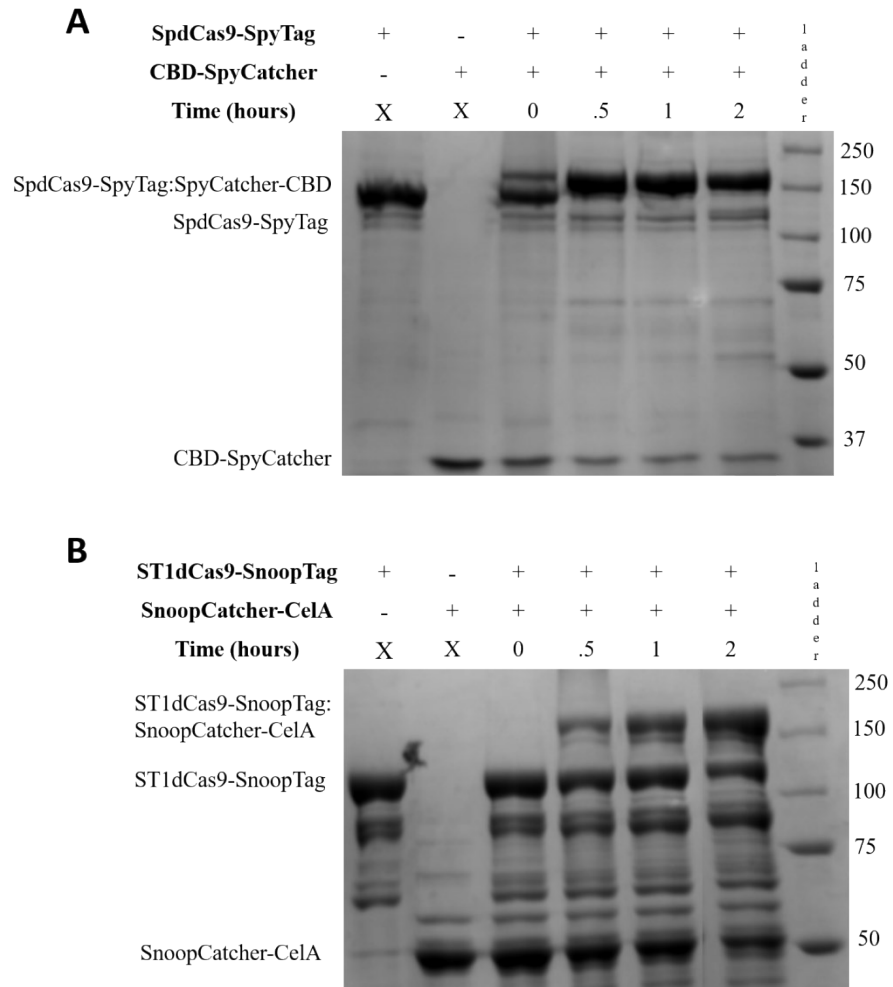 A
SpdCas9-SpyTag + - + + + +
CBD-SpyCatcher - + + + + +
Time (hours) X X 0 .5 1 2
ladder
250
SpdCas9-SpyTag:SpyCatcher-CBD
150
SpdCas9-SpyTag
100
75
50
37
CBD-SpyCatcher
B
ST1dCas9-SnoopTag + - + + + +
SnoopCatcher-CelA - + + + + +
Time (hours) X X 0 .5 1 2
ladder
250
ST1dCas9-SnoopTag:
SnoopCatcher-CelA
150
ST1dCas9-SnoopTag
100
75
50
SnoopCatcher-CelA